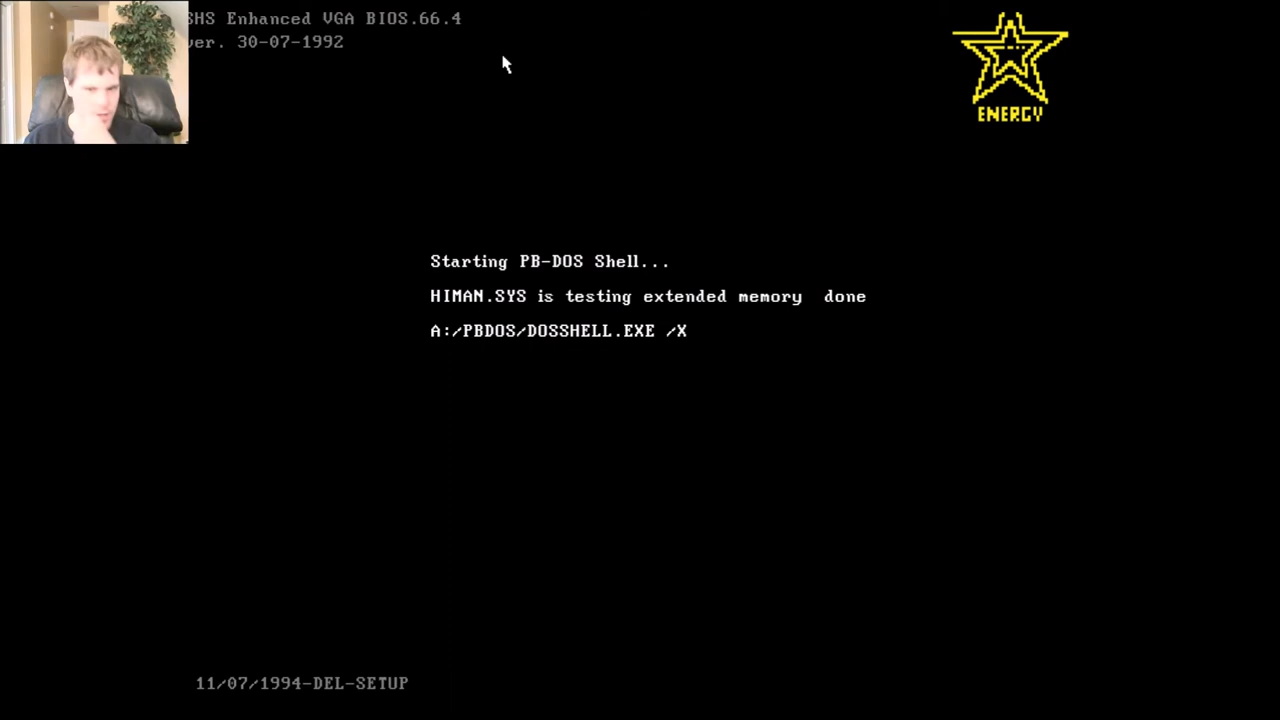 SHS Enhanced VGA BIOS.66.4
ver. 30-07-1992
ENERGY
Starting PB-DOS Shell...
HIMAN.SYS is testing extended memory  done
A:/PBDOS/DOSSHELL.EXE /X
11/07/1994-DEL-SETUP